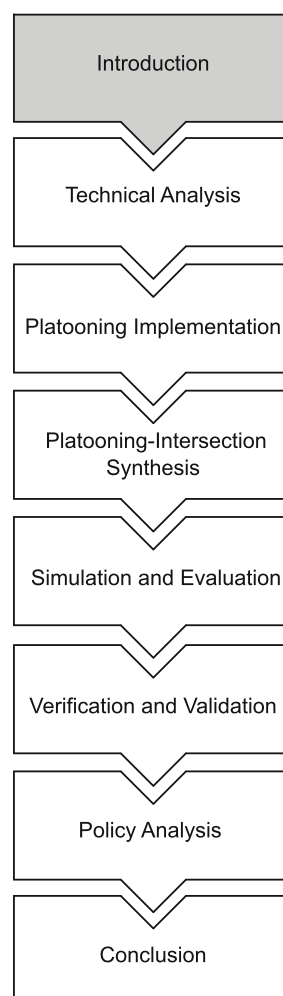 Introduction
Technical Analysis
Platooning Implementation
Platooning-Intersection
Synthesis
Simulation and Evaluation
Verification and Validation
Policy Analysis
Conclusion